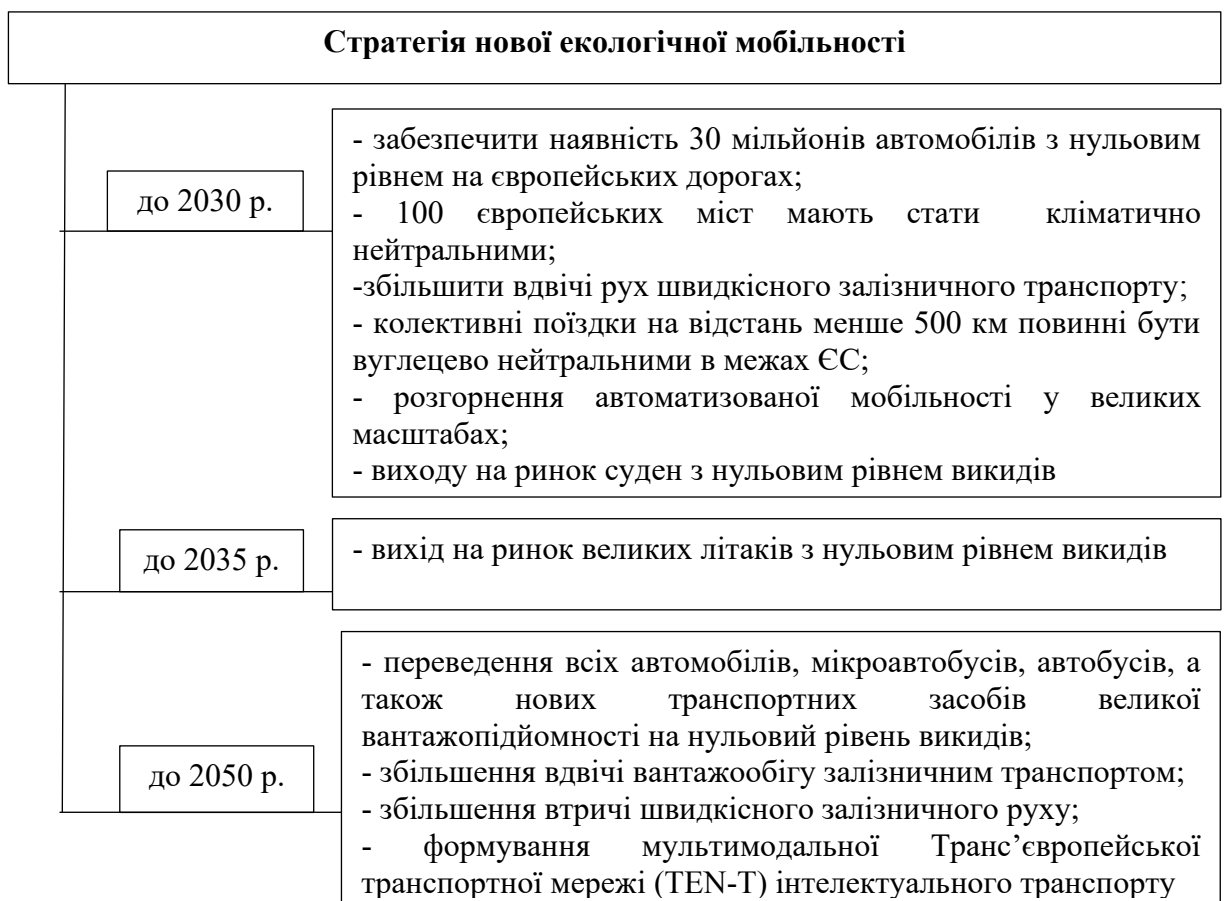 Стратегія нової екологічної мобільності
до 2030 р.
- забезпечити наявність 30 мільйонів автомобілів з нульовим
рівнем на європейських дорогах;
- 100 європейських міст мають стати кліматично
нейтральними;
-збільшити вдвічі рух швидкісного залізничного транспорту;
- колективні поїздки на відстань менше 500 км повинні бути
вуглецево нейтральними в межах ЄС;
- розгорнення автоматизованої мобільності у великих
масштабах;
- виходу на ринок суден з нульовим рівнем викидів
до 2035 р.
- вихід на ринок великих літаків з нульовим рівнем викидів
до 2050 р.
- переведення всіх автомобілів, мікроавтобусів, автобусів, а
також нових транспортних засобів великої
вантажопідйомності на нульовий рівень викидів;
- збільшення вдвічі вантажообігу залізничним транспортом;
- збільшення втричі швидкісного залізничного руху;
- формування мультимодальної Транс’європейської
транспортної мережі (TEN-T) інтелектуального транспорту